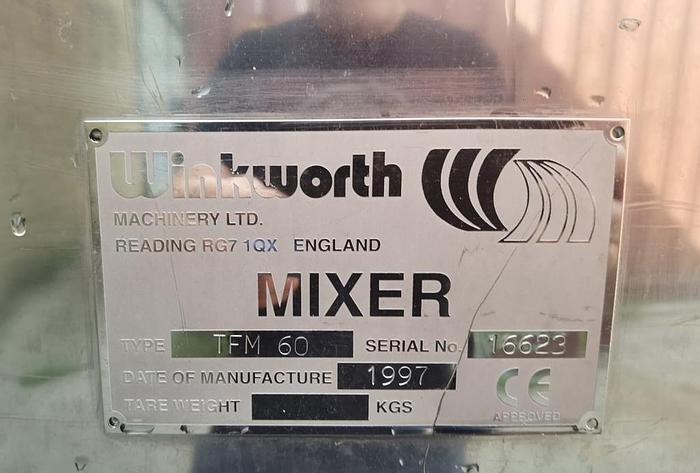 Winkworth
MACHINERY LTD.
READING RG7 1QX ENGLAND
MIXER
TYPE TFM 60 SERIAL No. 16623
DATE OF MANUFACTURE 1997
TARE WEIGHT KGS
CE
APPROVED